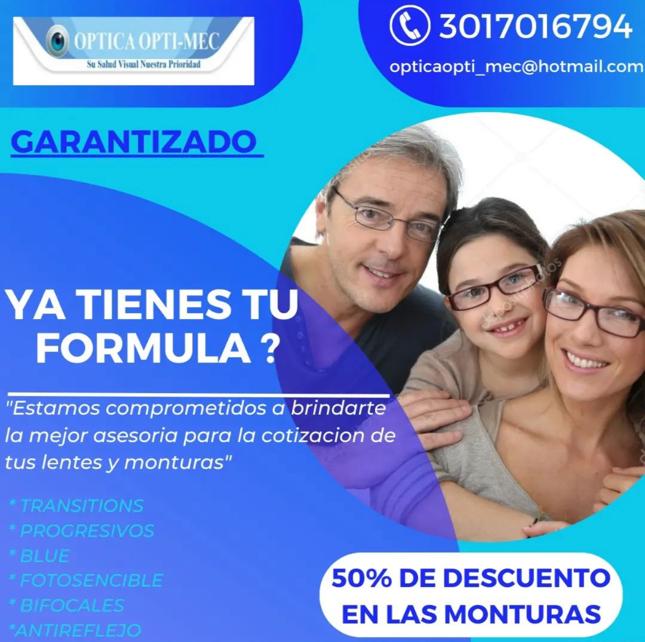 OPTICA OPTI-MEC
Su Salud Visual Nuestra Prioridad
3017016794
opticaopti_mec@hotmail.com
GARANTIZADO
YA TIENES TU
FORMULA ?
"Estamos comprometidos a brindarte
la mejor asesoria para la cotizacion de
tus lentes y monturas"
* TRANSITIONS
* PROGRESIVOS
* BLUE
* FOTOSENCIBLE
* BIFOCALES
*ANTIREFLEJO
50% DE DESCUENTO
EN LAS MONTURAS